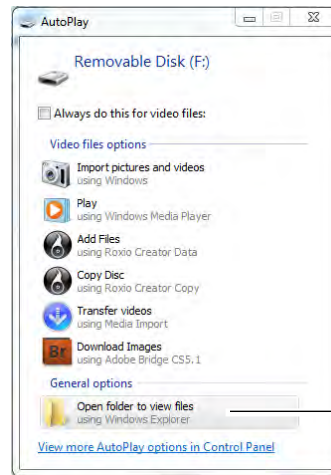 AutoPlay
Removable Disk (F:)
Always do this for video files:
Video files options
Import pictures and videos
using Windows
Play
using Windows Media Player
Add Files
using Roxio Creator Data
Copy Disc
using Roxio Creator Copy
Transfer videos
using Media Import
Br
Download Images
using Adobe Bridge CS5.1
General options
Open folder to view files
using Windows Explorer
View more AutoPlay options in Control Panel